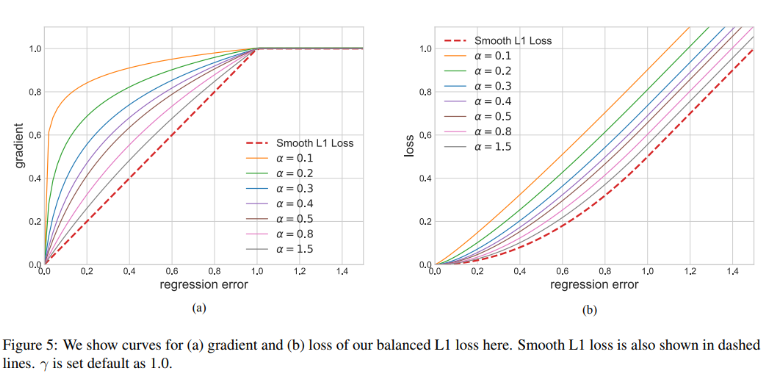 1,0
0,8
0,6
0,4
0,2
0,0
gradient
Smooth L1 Loss
α = 0.1
α = 0.2
α = 0.3
α = 0.4
α = 0.5
α = 0.8
α = 1.5
0,0 0,2 0,4 0,6 0,8 1,0 1,2 1,4
regression error
(a)
1,0
0,8
0,6
0,4
0,2
0,0
loss
Smooth L1 Loss
α = 0.1
α = 0.2
α = 0.3
α = 0.4
α = 0.5
α = 0.8
α = 1.5
0,0 0,2 0,4 0,6 0,8 1,0 1,2 1,4
regression error
(b)
Figure 5: We show curves for (a) gradient and (b) loss of our balanced L1 loss here. Smooth L1 loss is also shown in dashed
lines. γ is set default as 1.0.